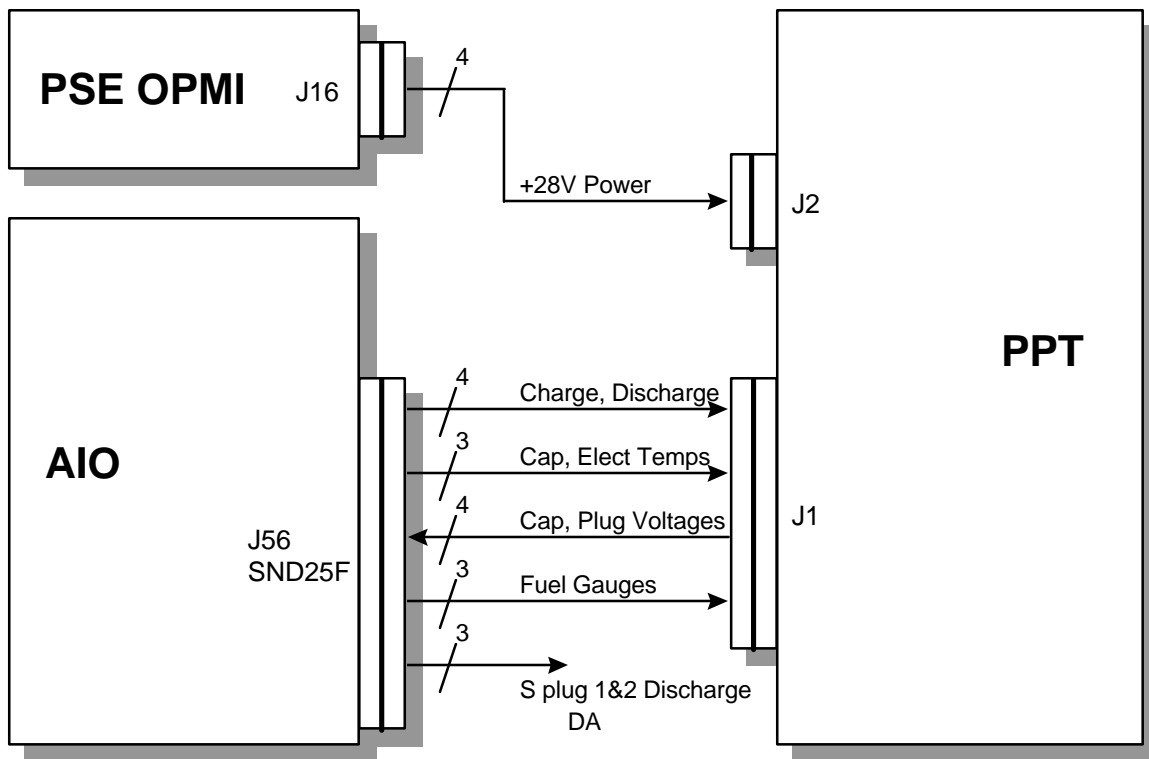 PSE OPMI
J16
4
+28V Power
J2
PPT
AIO
J56
SND25F
4
Charge, Discharge
3
Cap, Elect Temps
4
Cap, Plug Voltages
J1
3
Fuel Gauges
3
S plug 1&2 Discharge
DA